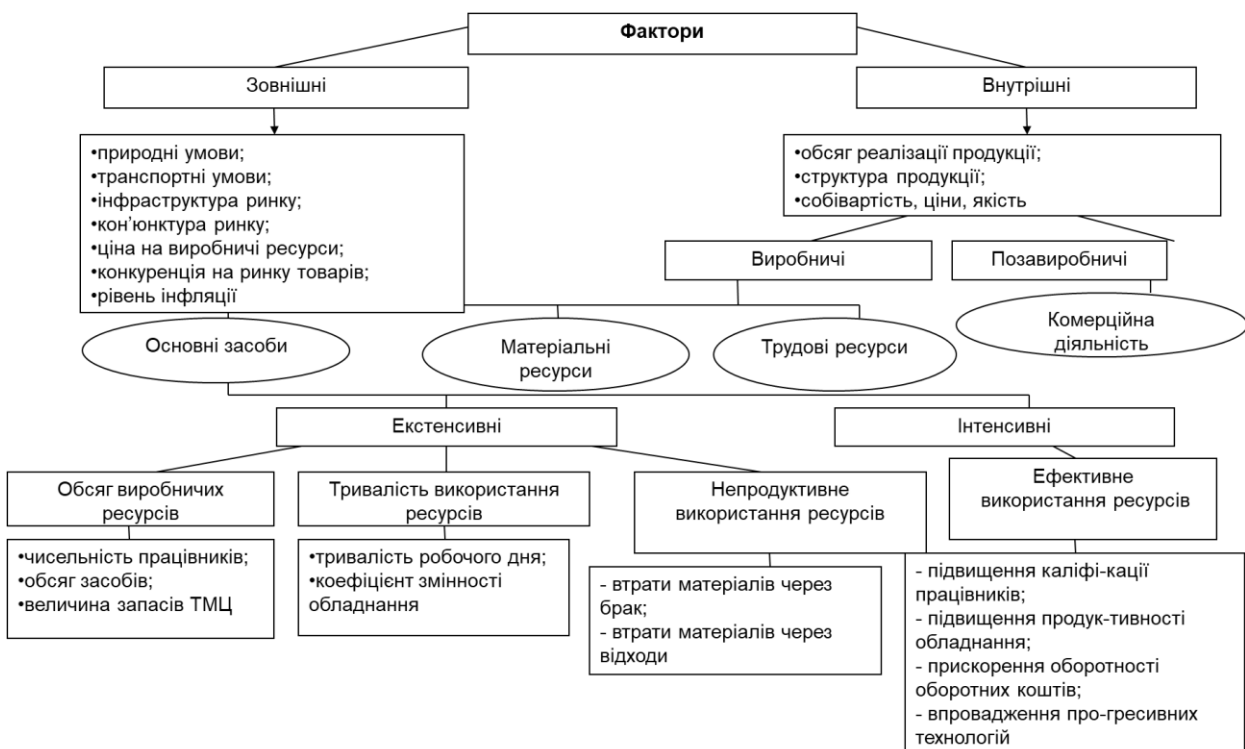 Фактори
Зовнішні
Внутрішні
•природні умови;
•транспортні умови;
•інфраструктура ринку;
•кон’юнктура ринку;
•ціна на виробничі ресурси;
•конкуренція на ринку товарів;
•рівень інфляції
•обсяг реалізації продукції;
•структура продукції;
•собівартість, ціни, якість
Виробничі
Позавиробничі
Основні засоби
Матеріальні
ресурси
Трудові ресурси
Комерційна
діяльність
Екстенсивні
Інтенсивні
Обсяг виробничих
ресурсів
Тривалість використання
ресурсів
Непродуктивне
використання ресурсів
Ефективне
використання ресурсів
•чисельність працівників;
•обсяг засобів;
•величина запасів ТМЦ
•тривалість робочого дня;
•коефіцієнт змінності
обладнання
- втрати матеріалів через
брак;
- втрати матеріалів через
відходи
- підвищення каліфі-кації
працівників;
- підвищення продук-тивності
обладнання;
- прискорення оборотності
оборотних коштів;
- впровадження про-гресивних
технологій